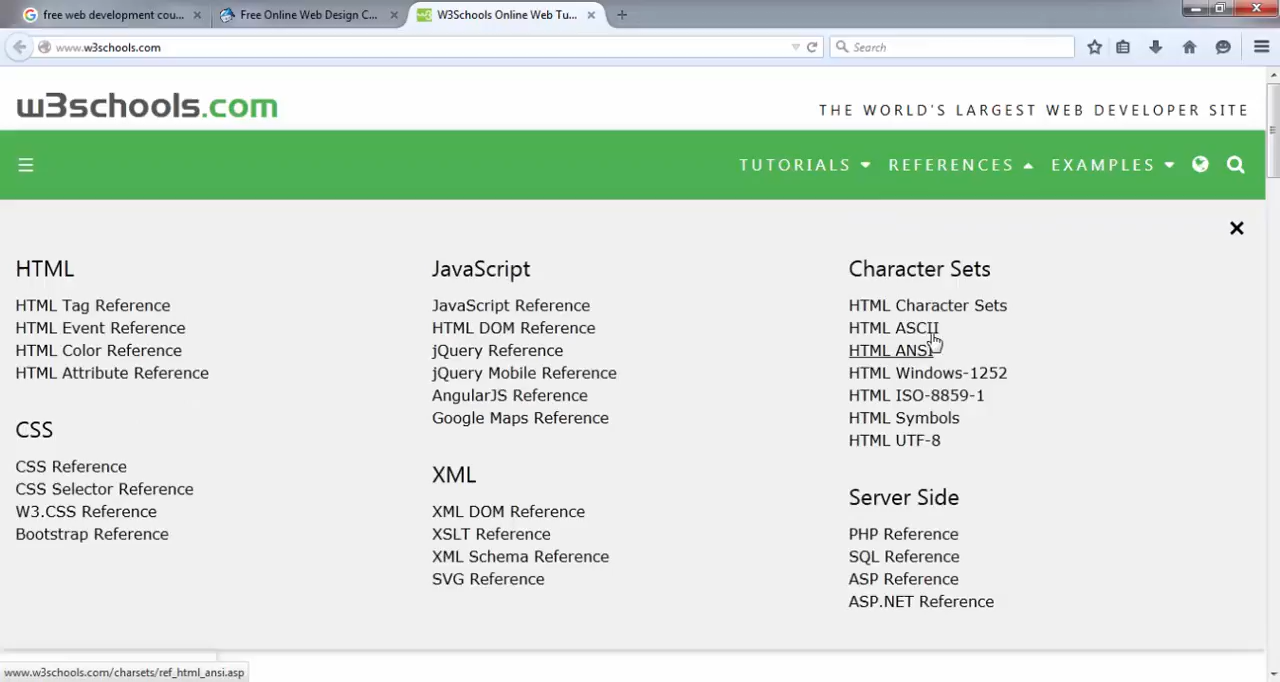 free web development cou...
Free Online Web Design C...
W3Schools Online Web Tu...
www.w3schools.com
Search
w3schools.com
THE WORLD'S LARGEST WEB DEVELOPER SITE
TUTORIALS
REFERENCES
EXAMPLES
HTML
HTML Tag Reference
HTML Event Reference
HTML Color Reference
HTML Attribute Reference
CSS
CSS Reference
CSS Selector Reference
W3.CSS Reference
Bootstrap Reference
JavaScript
JavaScript Reference
HTML DOM Reference
jQuery Reference
jQuery Mobile Reference
AngularJS Reference
Google Maps Reference
XML
XML DOM Reference
XSLT Reference
XML Schema Reference
SVG Reference
Character Sets
HTML Character Sets
HTML ASCII
HTML ANSI
HTML Windows-1252
HTML ISO-8859-1
HTML Symbols
HTML UTF-8
Server Side
PHP Reference
SQL Reference
ASP Reference
ASP.NET Reference
www.w3schools.com/charsets/ref_html_ansi.asp